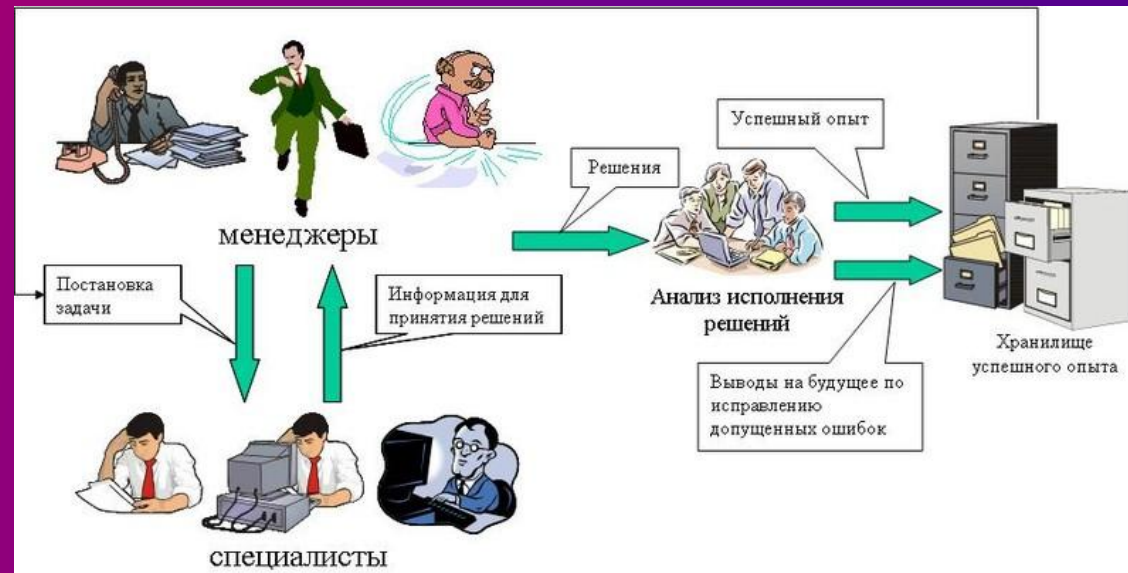 менеджеры
Постановка
задачи
Информация для
принятия решений
специалисты
Решения
Анализ исполнения
решений
Успешный опыт
Выводы на будущее по
исправлению
допущенных ошибок
Хранилище
успешного опыта